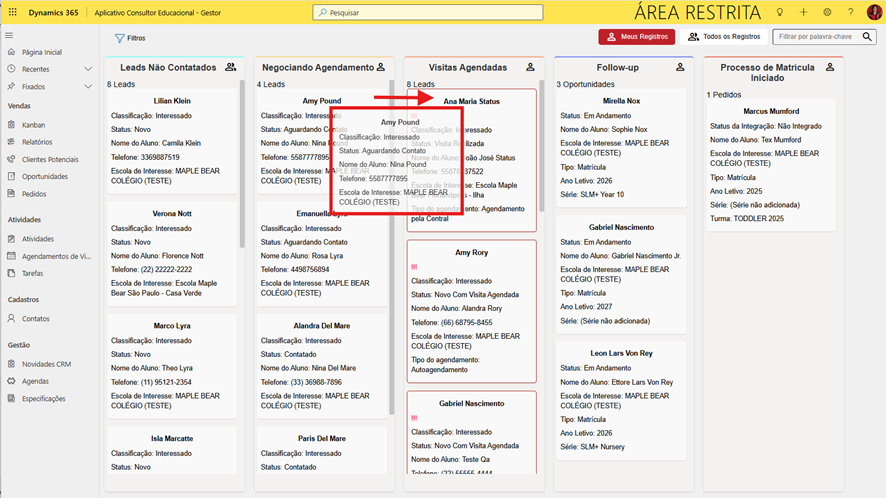 Dynamics 365
Aplicativo Consultor Educacional - Gestor
Pesquisar
ÁREA RESTRITA
Página Inicial
Recentes
Fixados
Vendas
Kanban
Relatórios
Clientes Potenciais
Oportunidades
Pedidos
Atividades
Atividades
Agendamentos de Vi...
Tarefas
Cadastros
Contatos
Gestão
Novidades CRM
Agendas
Especificações
Filtros
Meus Registros
Todos os Registros
Filtrar por palavra-chave
Leads Não Contatados
8 Leads
Lilian Klein
Classificação: Interessado
Status: Novo
Nome do Aluno: Camila Klein
Telefone: 3369887519
Escola de Interesse: MAPLE BEAR
COLÉGIO (TESTE)
Verona Nott
Classificação: Interessado
Status: Novo
Nome do Aluno: Florence Nott
Telefone: (22) 22222-2222
Escola de Interesse: Escola Maple
Bear São Paulo - Casa Verde
Marco Lyra
Classificação: Interessado
Status: Novo
Nome do Aluno: Theo Lyra
Telefone: (11) 95121-2354
Escola de Interesse: MAPLE BEAR
COLÉGIO (TESTE)
Isla Marcatte
Classificação: Interessado
Status: Novo
Negociando Agendamento
4 Leads
Amy Pound
Classificação: Interessado
Status: Aguardando Contato
Nome do Aluno: Nina Pound
Telefone: 5587777895
Escola de Interesse: MAPLE BEAR
COLÉGIO (TESTE)
Emanuella Lyra
Classificação: Interessado
Status: Aguardando Contato
Nome do Aluno: Rosa Lyra
Telefone: 4498756894
Escola de Interesse: MAPLE BEAR
COLÉGIO (TESTE)
Alandra Del Mare
Classificação: Interessado
Status: Contatado
Nome do Aluno: Nina Del Mare
Telefone: (33) 36988-7896
Escola de Interesse: MAPLE BEAR
COLÉGIO (TESTE)
Paris Del Mare
Classificação: Interessado
Status: Contatado
Amy Pound
Classificação: Interessado
Status: Aguardando Contato
Nome do Aluno: Nina Pound
Telefone: 5587777895
Escola de Interesse: MAPLE BEAR
COLÉGIO (TESTE)
Visitas Agendadas
8 Leads
Ana Maria Status
!!!
Classificação: Interessado
Status: Visita Realizada
Nome do Aluno: João José Status
Escola de Interesse: Escola Maple
- Ilha
Tipo do agendamento: Agendamento
pela Central
Amy Rory
!!!
Classificação: Interessado
Status: Novo Com Visita Agendada
Nome do Aluno: Alandra Rory
Telefone: (66) 68795-8455
Escola de Interesse: MAPLE BEAR
COLÉGIO (TESTE)
Tipo do agendamento:
Autoagendamento
Gabriel Nascimento
!!!
Classificação: Interessado
Status: Novo Com Visita Agendada
Nome do Aluno: Teste Qa
Telefone: (22) 55555-4444
Follow-up
3 Oportunidades
Mirella Nox
Status: Em Andamento
Nome do Aluno: Sophie Nox
Escola de Interesse: MAPLE BEAR
COLÉGIO (TESTE)
Tipo: Matrícula
Ano Letivo: 2026
Série: SLM+ Year 10
Gabriel Nascimento
Status: Em Andamento
Nome do Aluno: Gabriel Nascimento Jr.
Escola de Interesse: MAPLE BEAR
COLÉGIO (TESTE)
Tipo: Matrícula
Ano Letivo: 2027
Série: (Série não adicionada)
Leon Lars Von Rey
Status: Em Andamento
Nome do Aluno: Ettore Lars Von Rey
Escola de Interesse: MAPLE BEAR
COLÉGIO (TESTE)
Tipo: Matrícula
Ano Letivo: 2026
Série: SLM+ Nursery
Processo de Matrícula
Iniciado
1 Pedidos
Marcus Mumford
Status da Integração: Não Integrado
Nome do Aluno: Tex Mumford
Escola de Interesse: MAPLE BEAR
COLÉGIO (TESTE)
Tipo: Matrícula
Ano Letivo: 2025
Série: (Série não adicionada)
Turma: TODDLER 2025